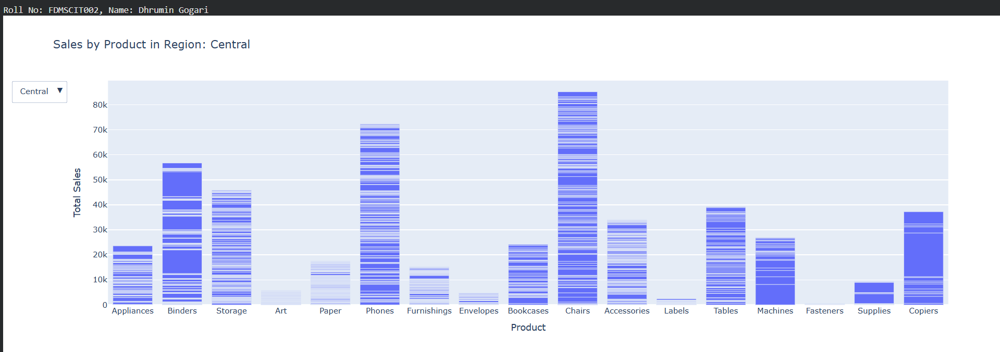 Roll No: FDMSCIT002, Name: Dhrumin Gogari
Sales by Product in Region: Central
Central ▼
Total Sales
80k
70k
60k
50k
40k
30k
20k
10k
0
Appliances Binders Storage Art Paper Phones Furnishings Envelopes Bookcases Chairs Accessories Labels Tables Machines Fasteners Supplies Copiers
Product